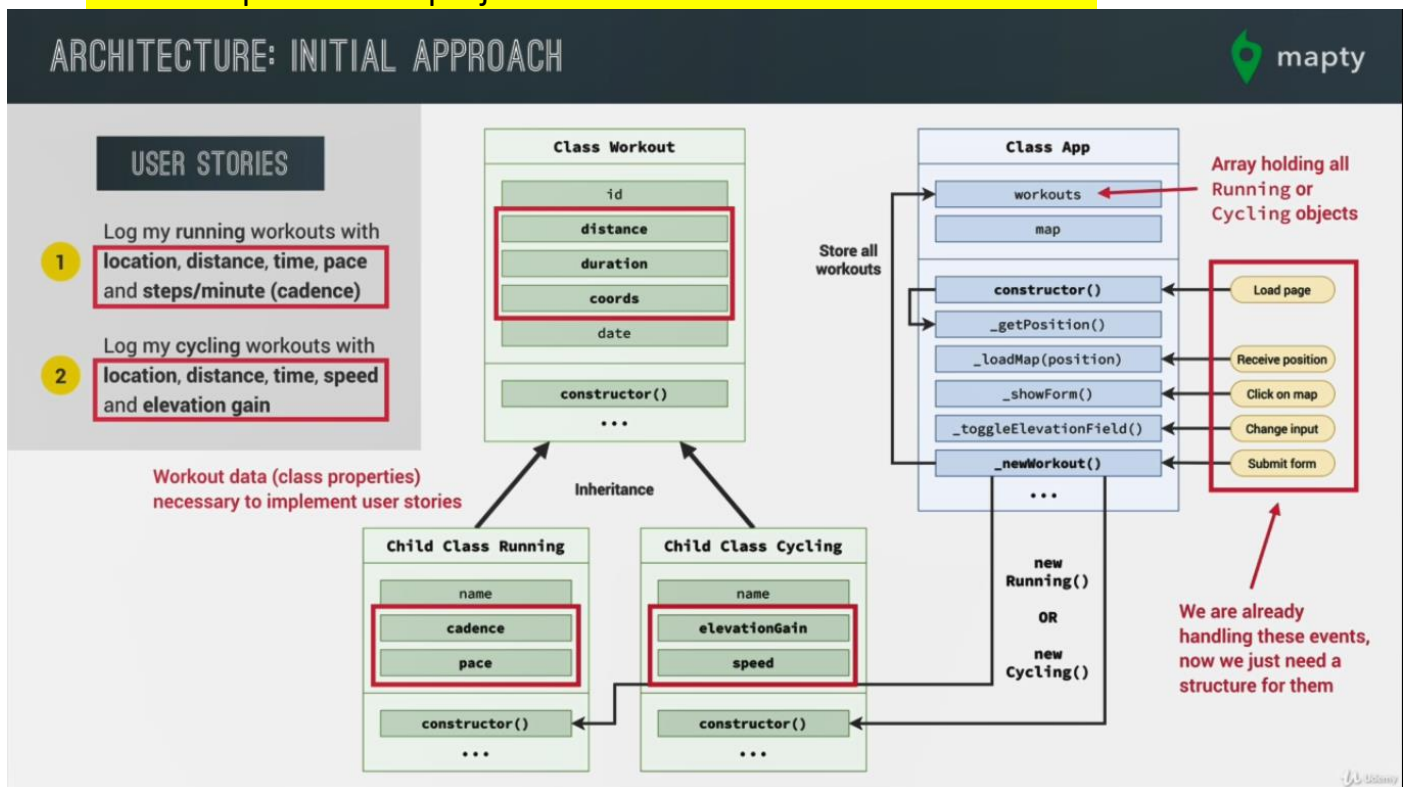 ARCHITECTURE: INITIAL APPROACH
mapty
USER STORIES
1
Log my running workouts with
location, distance, time, pace
and steps/minute (cadence)
2
Log my cycling workouts with
location, distance, time, speed
and elevation gain
Workout data (class properties)
necessary to implement user stories
Class Workout
id
distance
duration
coords
date
constructor()
...
Inheritance
Child Class Running
name
cadence
pace
constructor()
...
Child Class Cycling
name
elevationGain
speed
constructor()
...
Class App
workouts
map
constructor()
_getPosition()
_loadMap(position)
_showForm()
_toggleElevationField()
_newWorkout()
...
Store all
workouts
new
Running()
OR
new
Cycling()
Array holding all
Running or
Cycling objects
Load page
Receive position
Click on map
Change input
Submit form
We are already
handling these events,
now we just need a
structure for them
Udemy